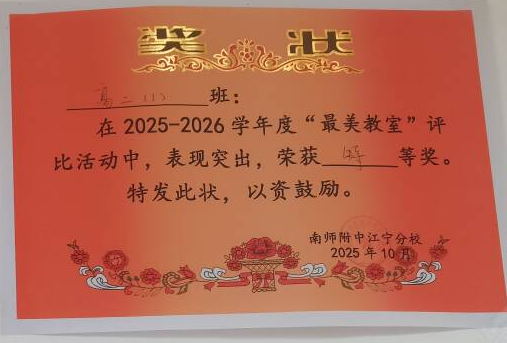 奖 状
高二(1)班：
在2025-2026学年度“最美教室”评
比活动中，表现突出，荣获 特 等奖。
特发此状，以资鼓励。
南师附中江宁分校
2025年10月